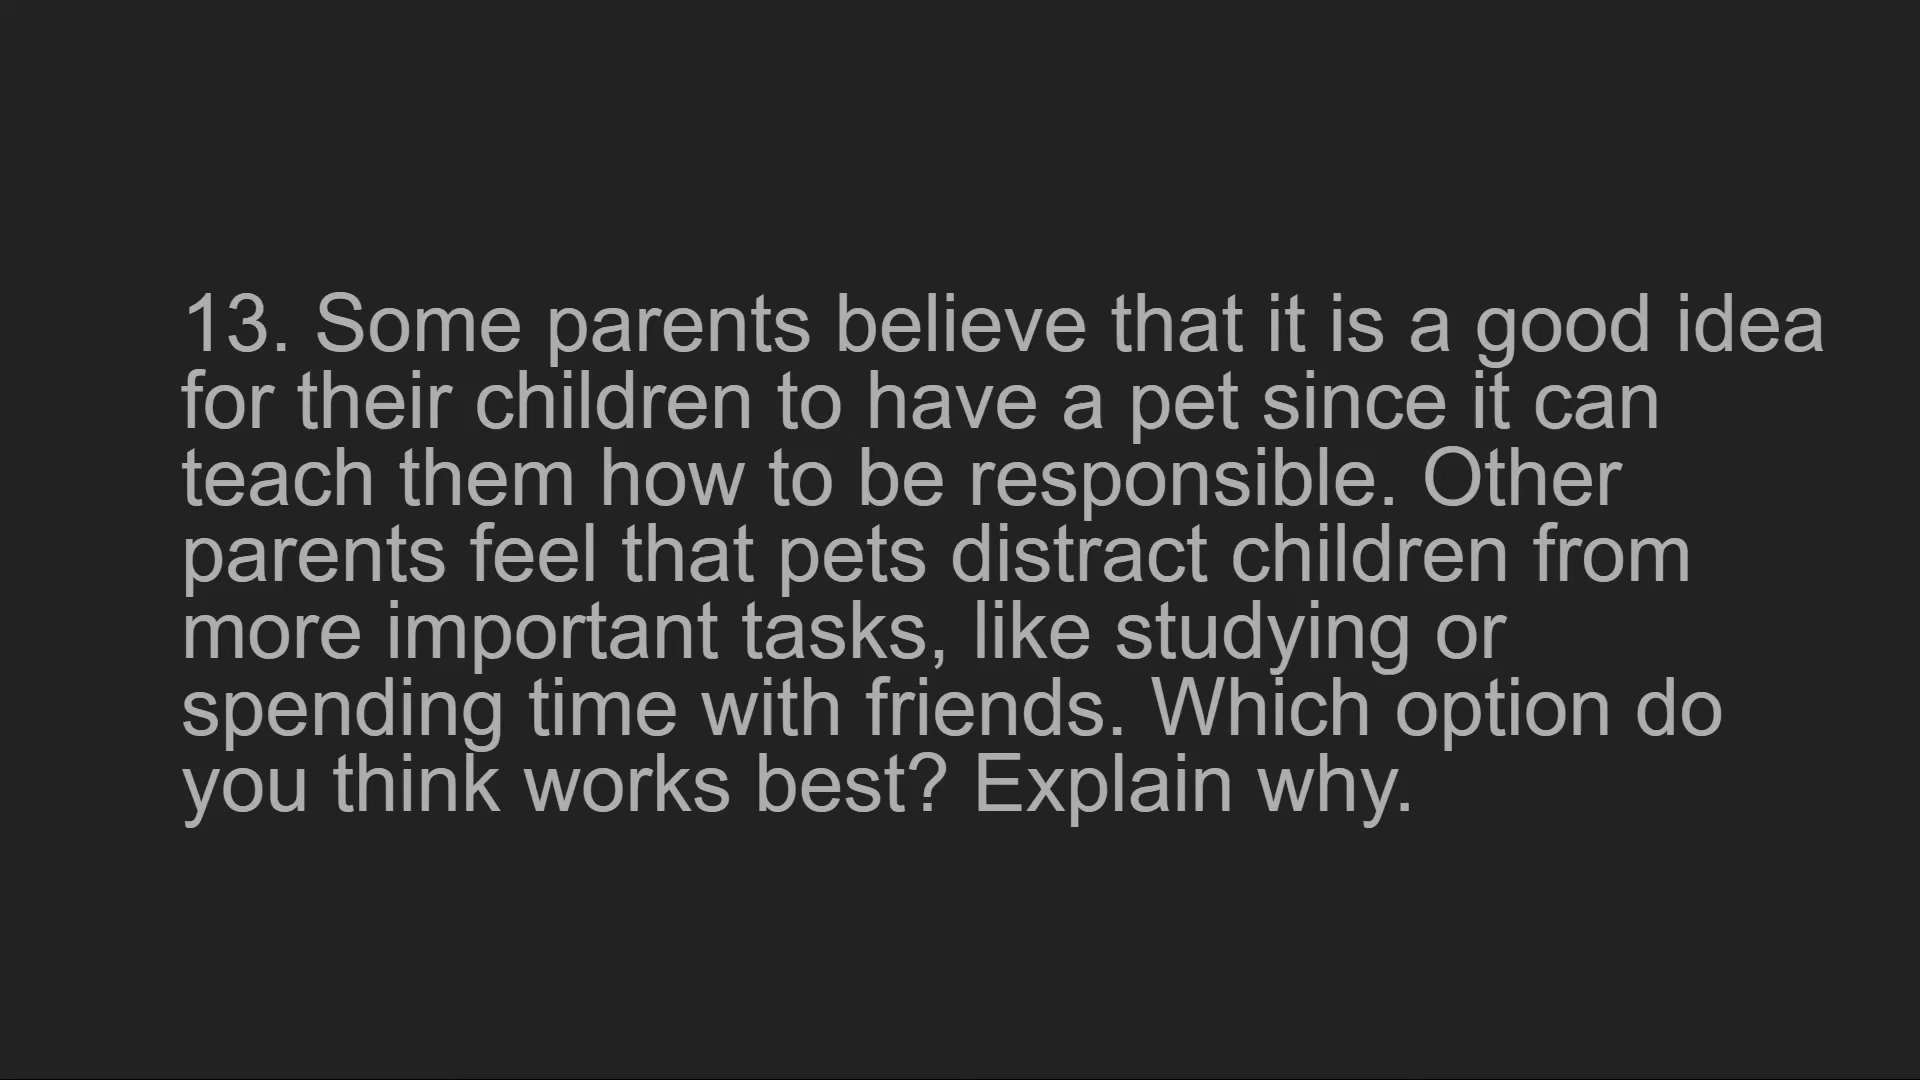 13. Some parents believe that it is a good idea
for their children to have a pet since it can
teach them how to be responsible. Other
parents feel that pets distract children from
more important tasks, like studying or
spending time with friends. Which option do
you think works best? Explain why.